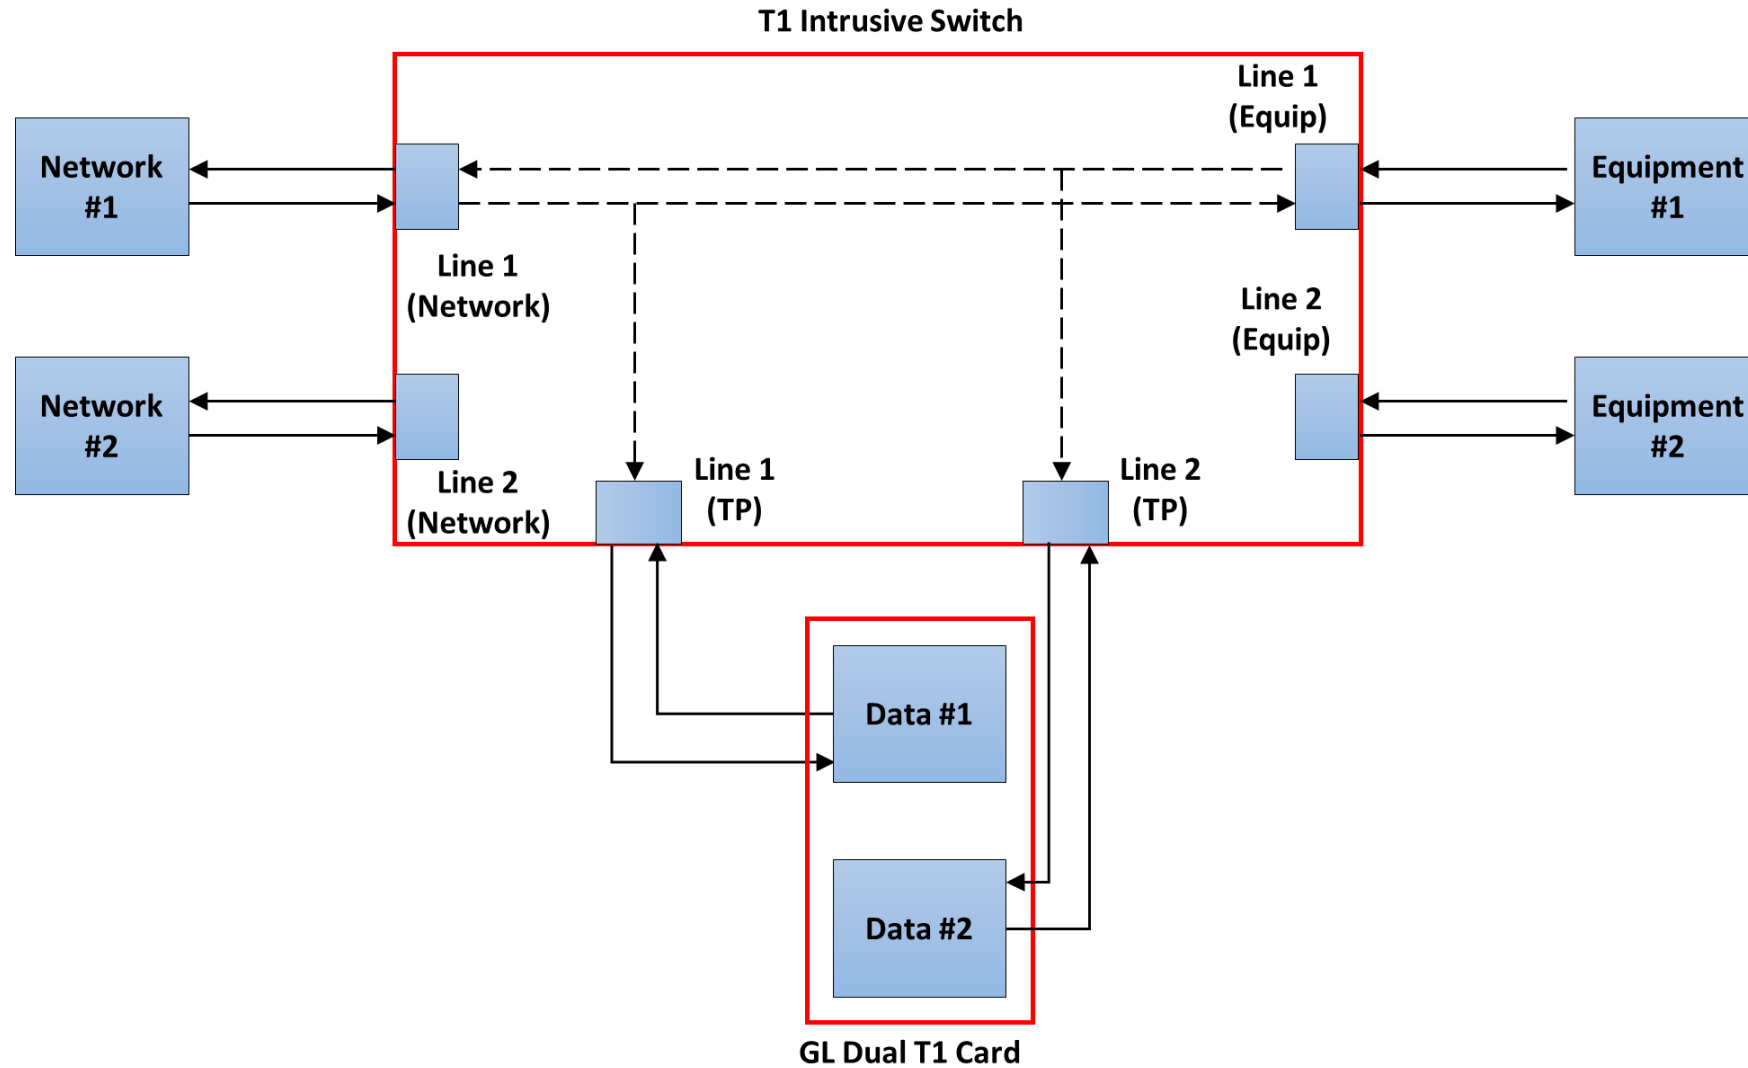 T1 Intrusive Switch
Line 1
(Equip)
Network
#1
Equipment
#1
Line 1
(Network)
Line 2
(Equip)
Network
#2
Equipment
#2
Line 2
(Network)
Line 1
(TP)
Line 2
(TP)
Data #1
Data #2
GL Dual T1 Card